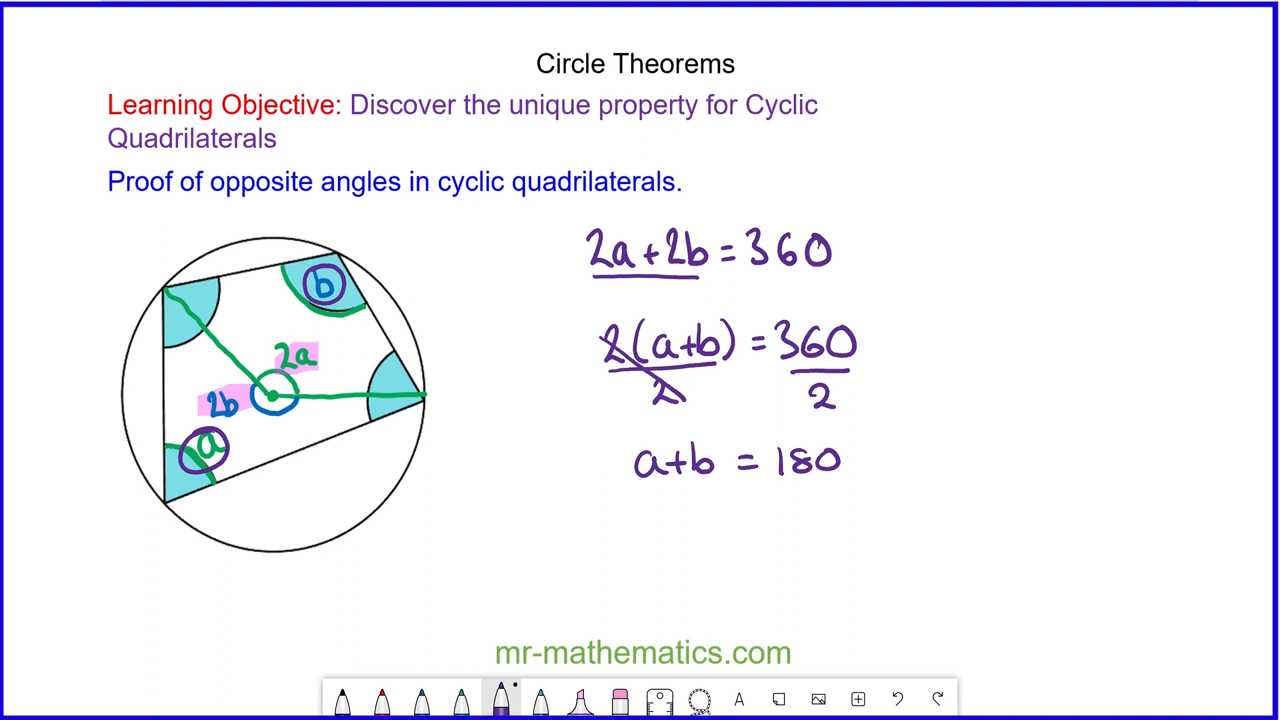 Circle Theorems
Learning Objective: Discover the unique property for Cyclic
Quadrilaterals
Proof of opposite angles in cyclic quadrilaterals.
b
2a
2b
a
2a + 2b = 360
2(a+b) = 360
2 2
a+b = 180
mr-mathematics.com
A